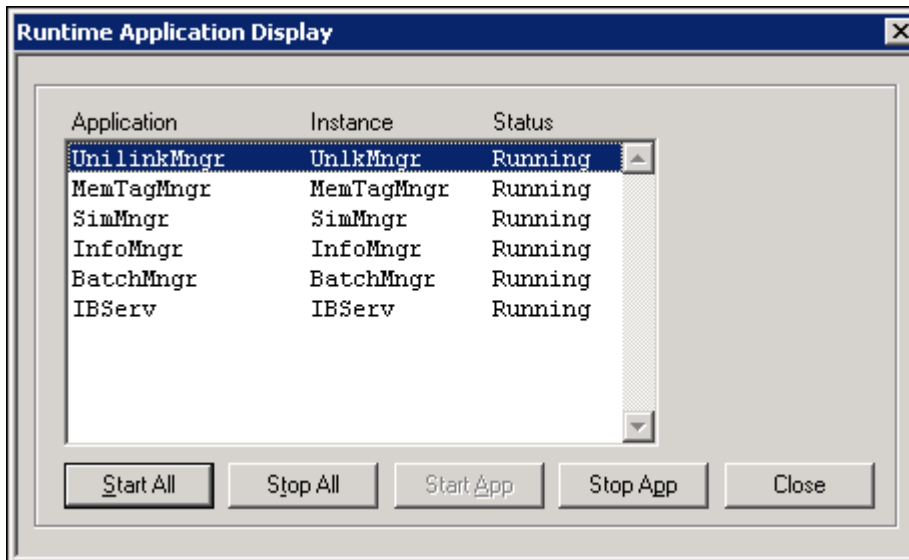 Runtime Application Display
Application Instance Status
UnilinkMngr UnlkMngr Running
MemTagMngr MemTagMngr Running
SimMngr SimMngr Running
InfoMngr InfoMngr Running
BatchMngr BatchMngr Running
IBServ IBServ Running
Start All Stop All Start App Stop App Close